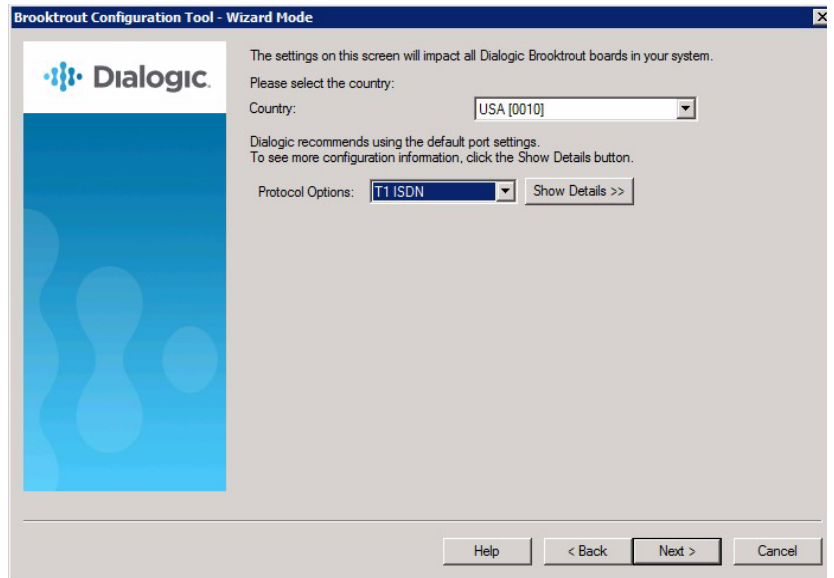 Brooktrout Configuration Tool - Wizard Mode
Dialogic.
The settings on this screen will impact all Dialogic Brooktrout boards in your system.
Please select the country:
Country: USA [0010]
Dialogic recommends using the default port settings.
To see more configuration information, click the Show Details button.
Protocol Options: T1 ISDN Show Details >>
Help < Back Next > Cancel